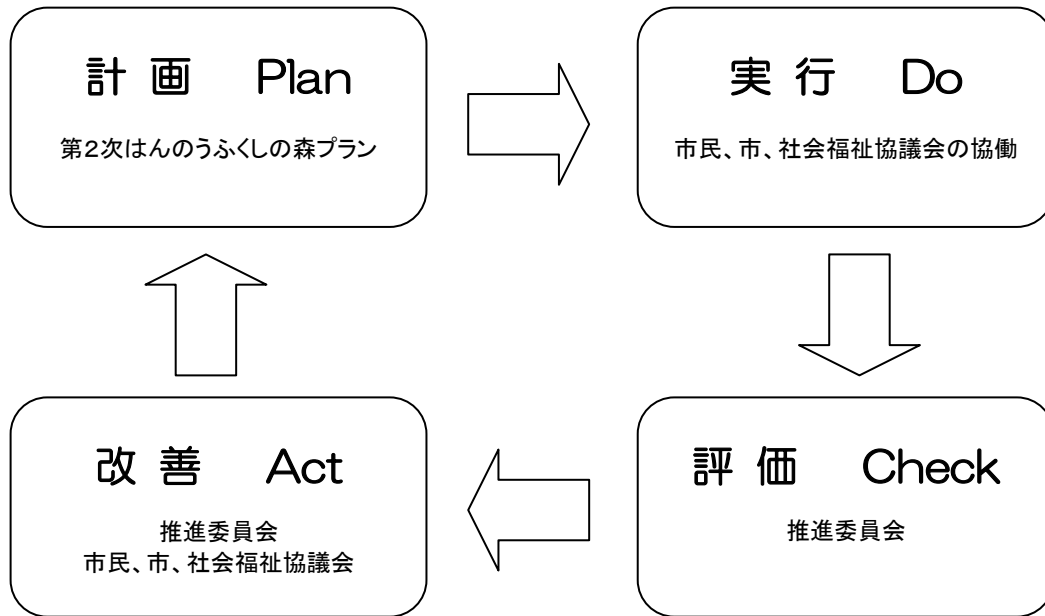 計画 Plan
第2次はんのうふくしの森プラン
実行 Do
市民、市、社会福祉協議会の協働
改善 Act
推進委員会
市民、市、社会福祉協議会
評価 Check
推進委員会